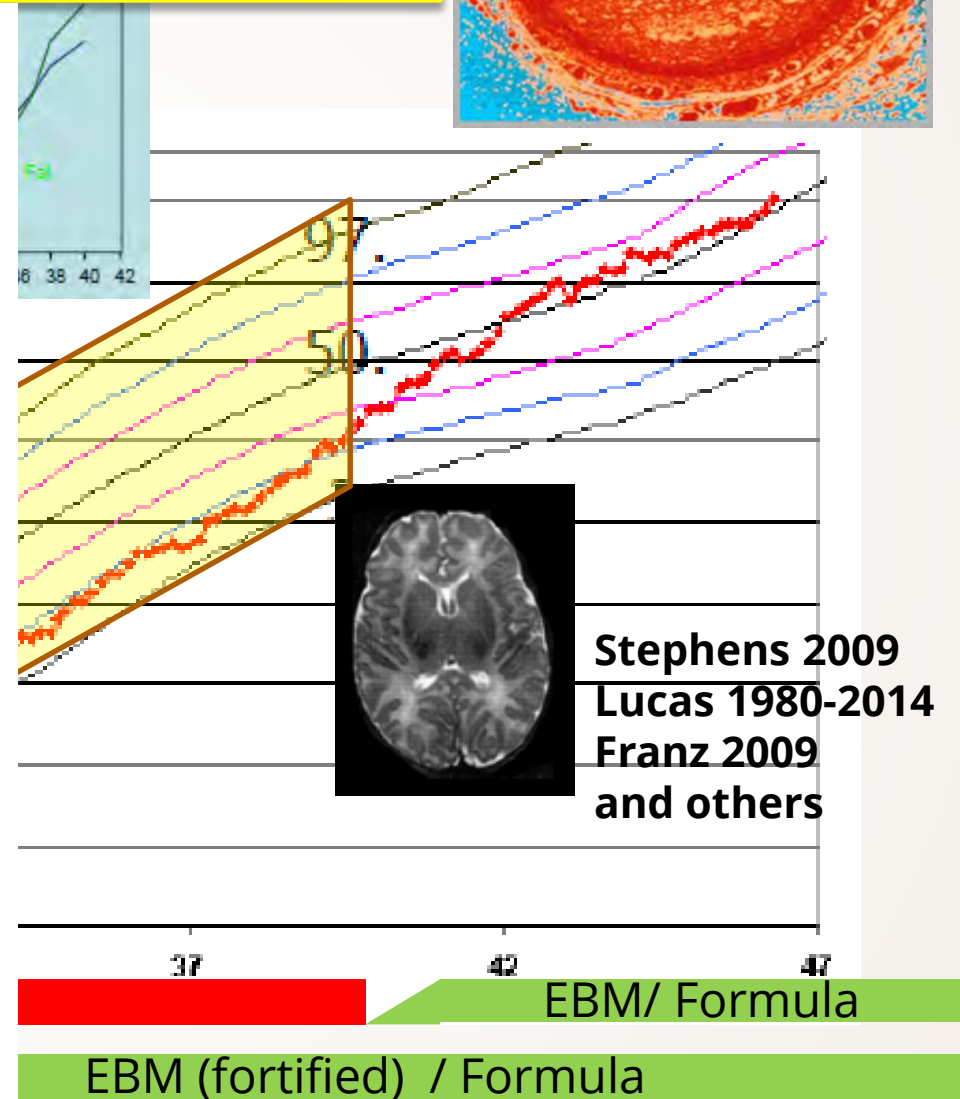 Fal
38 40 42
97.
50.
Stephens 2009
Lucas 1980-2014
Franz 2009
and others
37 42 47
EBM/ Formula
EBM (fortified) / Formula